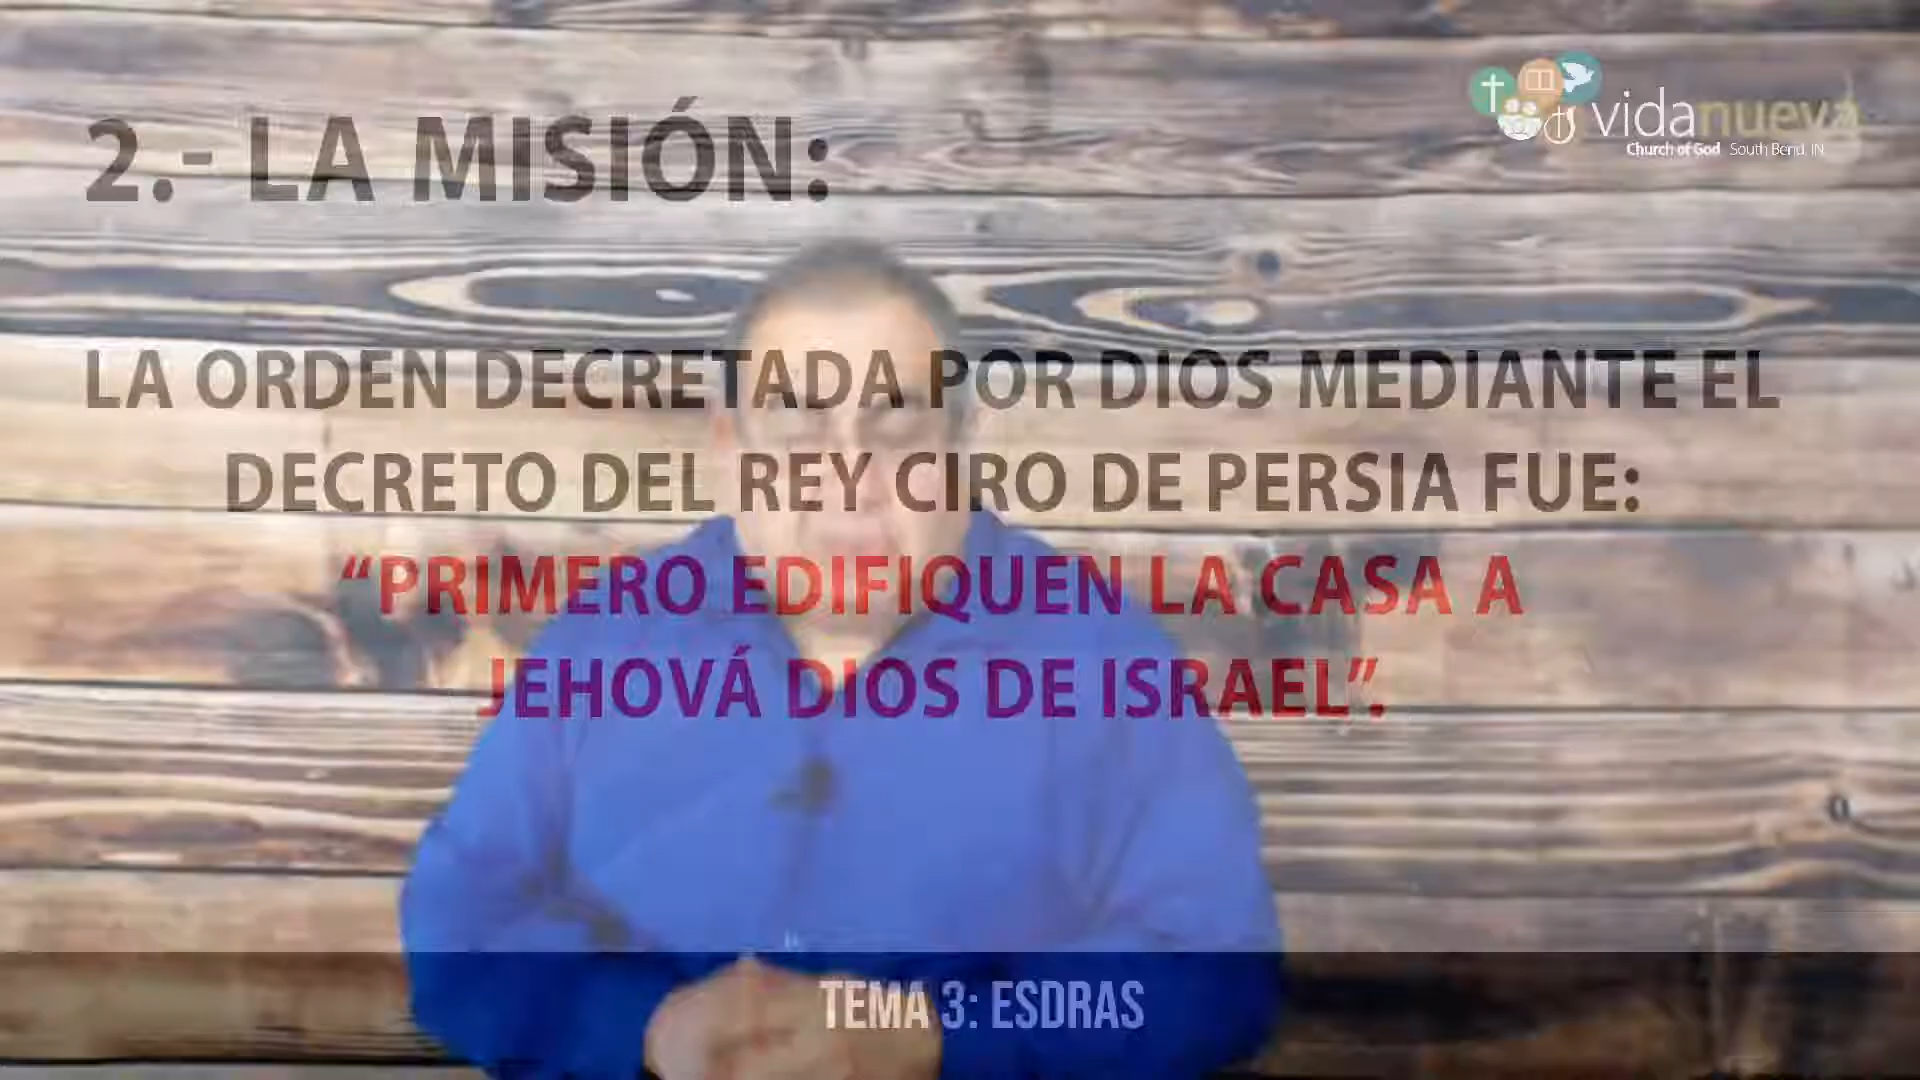 vidanueva
Church of God South Bend, IN
2.- LA MISIÓN:
LA ORDEN DECRETADA POR DIOS MEDIANTE EL
DECRETO DEL REY CIRO DE PERSIA FUE:
“PRIMERO EDIFIQUEN LA CASA A
JEHOVÁ DIOS DE ISRAEL”.
TEMA 3: ESDRAS